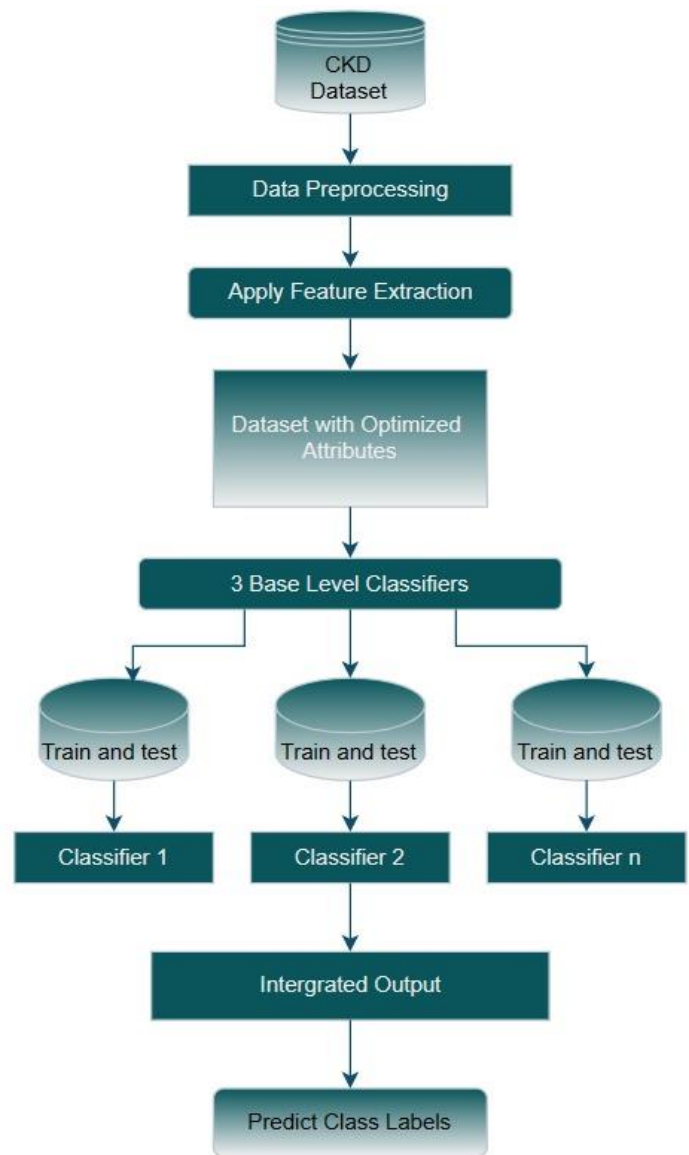 CKD
Dataset
Data Preprocessing
Apply Feature Extraction
Dataset with Optimized
Attributes
3 Base Level Classifiers
Train and test
Train and test
Train and test
Classifier 1
Classifier 2
Classifier n
Intergrated Output
Predict Class Labels